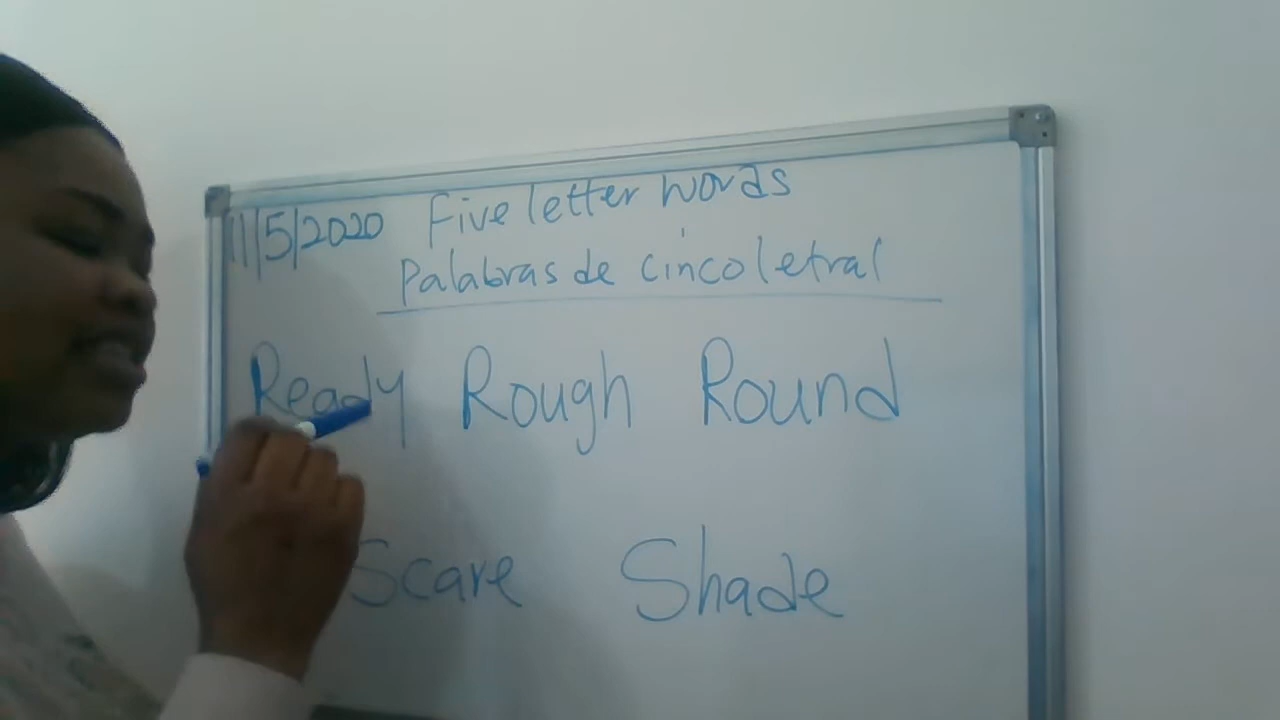 11/5/2020 Five letter words
Palabras de cinco letral
Ready Rough Round
Scare Shade